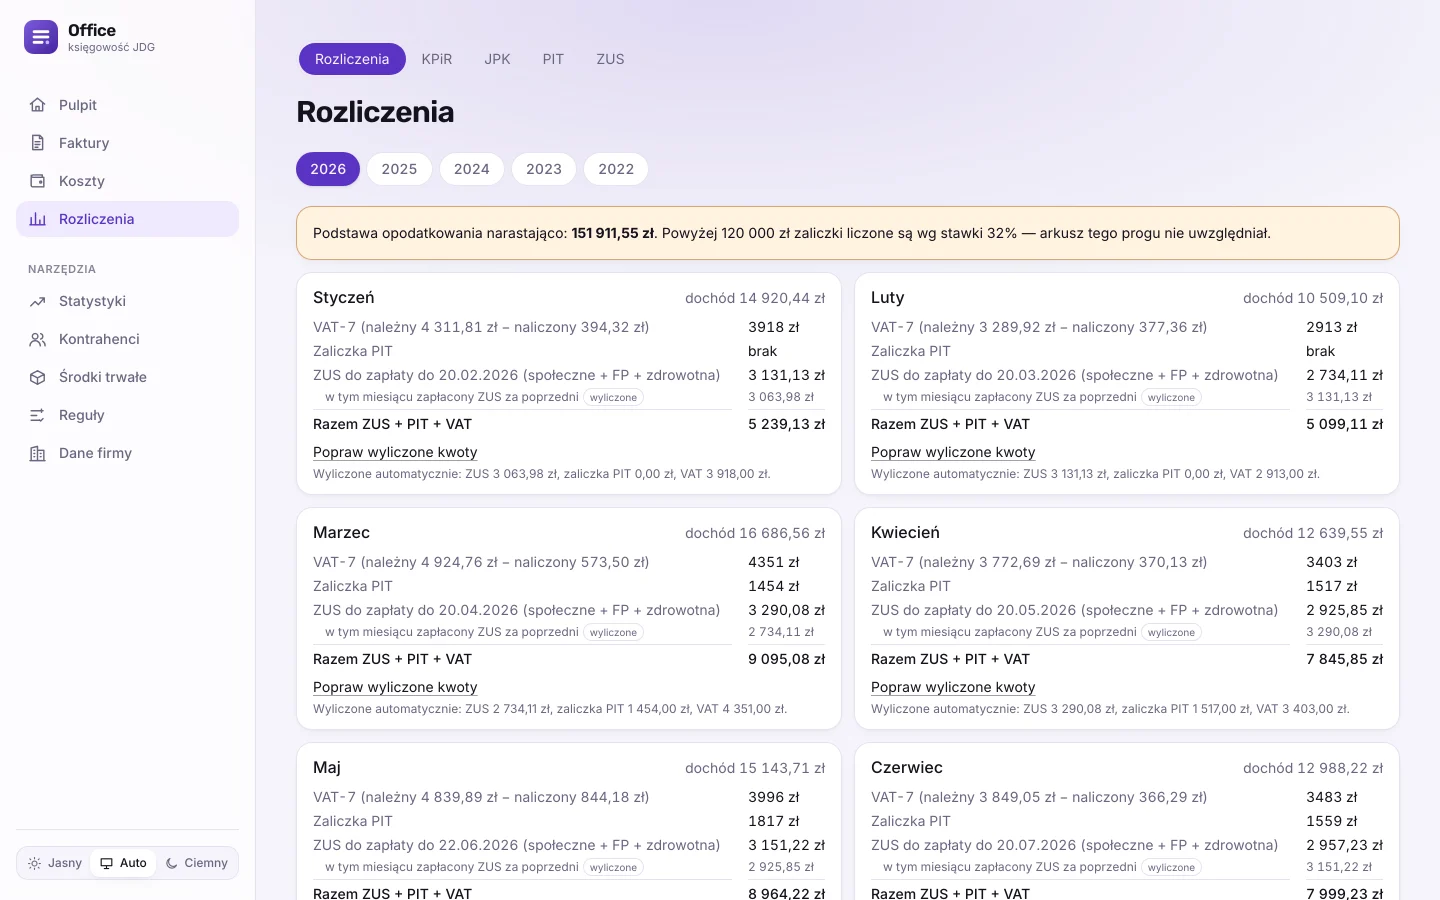 Office
księgowość JDG
Pulpit
Faktury
Koszty
Rozliczenia
NARZĘDZIA
Statystyki
Kontrahenci
Środki trwałe
Reguły
Dane firmy
Jasny Auto Ciemny
Rozliczenia KPiR JPK PIT ZUS
Rozliczenia
2026 2025 2024 2023 2022
Podstawa opodatkowania narastająco: 151 911,55 zł. Powyżej 120 000 zł zaliczki liczone są wg stawki 32% — arkusz tego progu nie uwzględniał.
Styczeń dochód 14 920,44 zł
VAT-7 (należny 4 311,81 zł − naliczony 394,32 zł) 3918 zł
Zaliczka PIT brak
ZUS do zapłaty do 20.02.2026 (społeczne + FP + zdrowotna) 3 131,13 zł
w tym miesiącu zapłacony ZUS za poprzedni wyliczone 3 063,98 zł
Razem ZUS + PIT + VAT 5 239,13 zł
Popraw wyliczone kwoty
Wyliczone automatycznie: ZUS 3 063,98 zł, zaliczka PIT 0,00 zł, VAT 3 918,00 zł.
Luty dochód 10 509,10 zł
VAT-7 (należny 3 289,92 zł − naliczony 377,36 zł) 2913 zł
Zaliczka PIT brak
ZUS do zapłaty do 20.03.2026 (społeczne + FP + zdrowotna) 2 734,11 zł
w tym miesiącu zapłacony ZUS za poprzedni wyliczone 3 131,13 zł
Razem ZUS + PIT + VAT 5 099,11 zł
Popraw wyliczone kwoty
Wyliczone automatycznie: ZUS 3 131,13 zł, zaliczka PIT 0,00 zł, VAT 2 913,00 zł.
Marzec dochód 16 686,56 zł
VAT-7 (należny 4 924,76 zł − naliczony 573,50 zł) 4351 zł
Zaliczka PIT 1454 zł
ZUS do zapłaty do 20.04.2026 (społeczne + FP + zdrowotna) 3 290,08 zł
w tym miesiącu zapłacony ZUS za poprzedni wyliczone 2 734,11 zł
Razem ZUS + PIT + VAT 9 095,08 zł
Popraw wyliczone kwoty
Wyliczone automatycznie: ZUS 2 734,11 zł, zaliczka PIT 1 454,00 zł, VAT 4 351,00 zł.
Kwiecień dochód 12 639,55 zł
VAT-7 (należny 3 772,69 zł − naliczony 370,13 zł) 3403 zł
Zaliczka PIT 1517 zł
ZUS do zapłaty do 20.05.2026 (społeczne + FP + zdrowotna) 2 925,85 zł
w tym miesiącu zapłacony ZUS za poprzedni wyliczone 3 290,08 zł
Razem ZUS + PIT + VAT 7 845,85 zł
Popraw wyliczone kwoty
Wyliczone automatycznie: ZUS 3 290,08 zł, zaliczka PIT 1 517,00 zł, VAT 3 403,00 zł.
Maj dochód 15 143,71 zł
VAT-7 (należny 4 839,89 zł − naliczony 844,18 zł) 3996 zł
Zaliczka PIT 1817 zł
ZUS do zapłaty do 22.06.2026 (społeczne + FP + zdrowotna) 3 151,22 zł
w tym miesiącu zapłacony ZUS za poprzedni wyliczone 2 925,85 zł
Razem ZUS + PIT + VAT 8 964,22 zł
Czerwiec dochód 12 988,22 zł
VAT-7 (należny 3 849,05 zł − naliczony 366,29 zł) 3483 zł
Zaliczka PIT 1559 zł
ZUS do zapłaty do 20.07.2026 (społeczne + FP + zdrowotna) 2 957,23 zł
w tym miesiącu zapłacony ZUS za poprzedni wyliczone 3 151,22 zł
Razem ZUS + PIT + VAT 7 999,23 zł